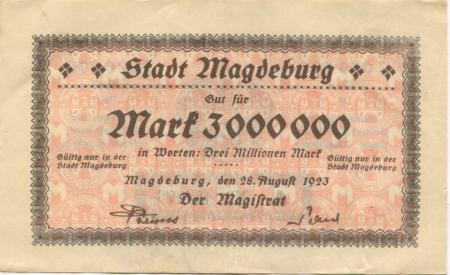 Stadt Magdeburg
Gut für
Mark 3000000
in Worten: Drei Millionen Mark
Gültig nur in der
Stadt Magdeburg
Gültig nur in der
Stadt Magdeburg
Magdeburg, den 28. August 1923
Der Magistrat